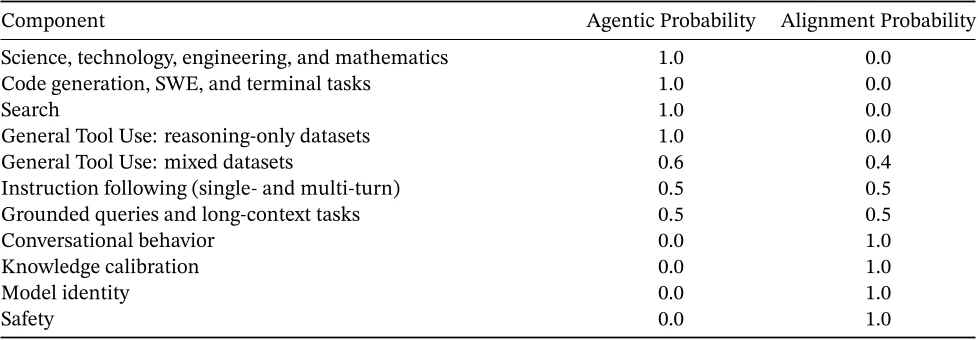 Component Agentic Probability Alignment Probability
Science, technology, engineering, and mathematics 1.0 0.0
Code generation, SWE, and terminal tasks 1.0 0.0
Search 1.0 0.0
General Tool Use: reasoning-only datasets 1.0 0.0
General Tool Use: mixed datasets 0.6 0.4
Instruction following (single- and multi-turn) 0.5 0.5
Grounded queries and long-context tasks 0.5 0.5
Conversational behavior 0.0 1.0
Knowledge calibration 0.0 1.0
Model identity 0.0 1.0
Safety 0.0 1.0